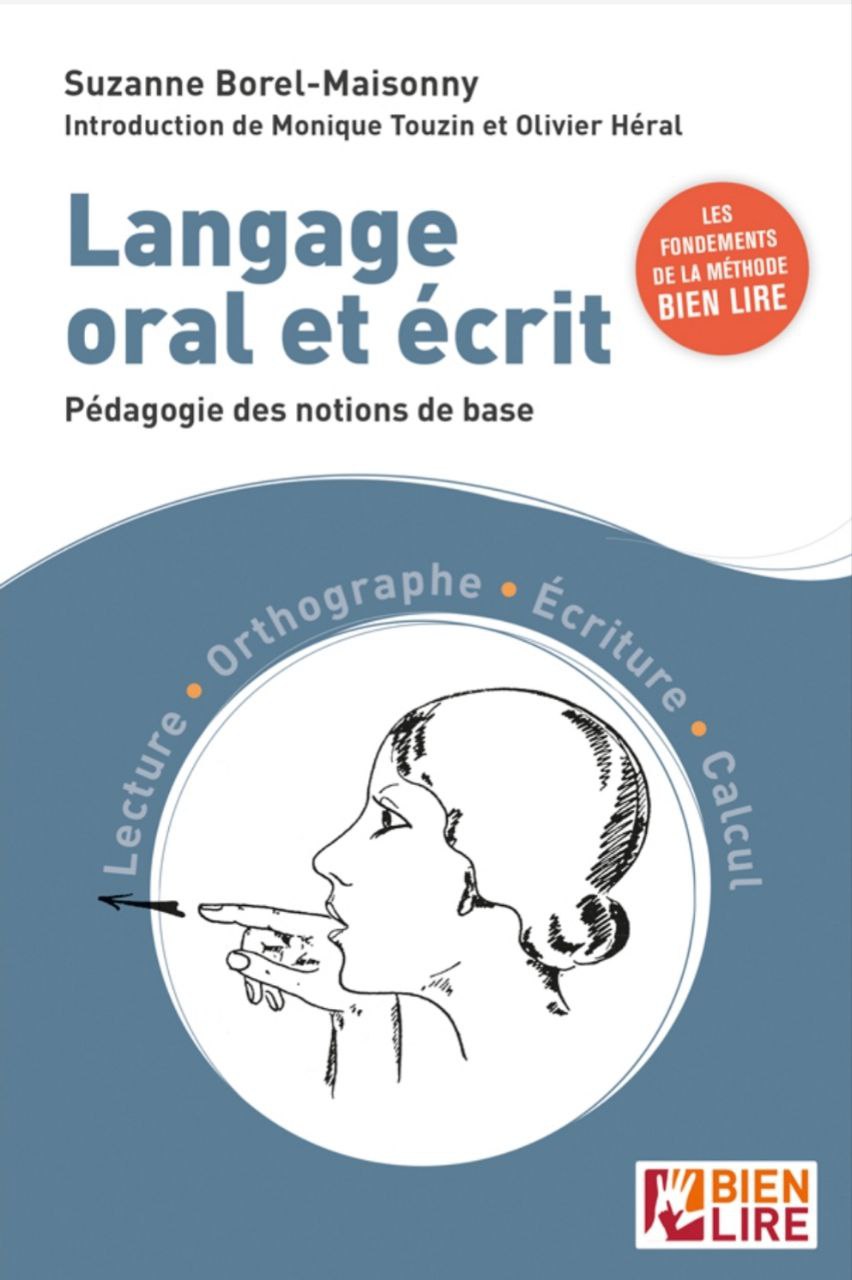 Suzanne Borel-Maisonny
Introduction de Monique Touzin et Olivier Héral
Langage
oral et écrit
LES
FONDEMENTS
DE LA MÉTHODE
BIEN LIRE
Pédagogie des notions de base
Lecture • Orthographe • Écriture • Calcul
BIEN
LIRE